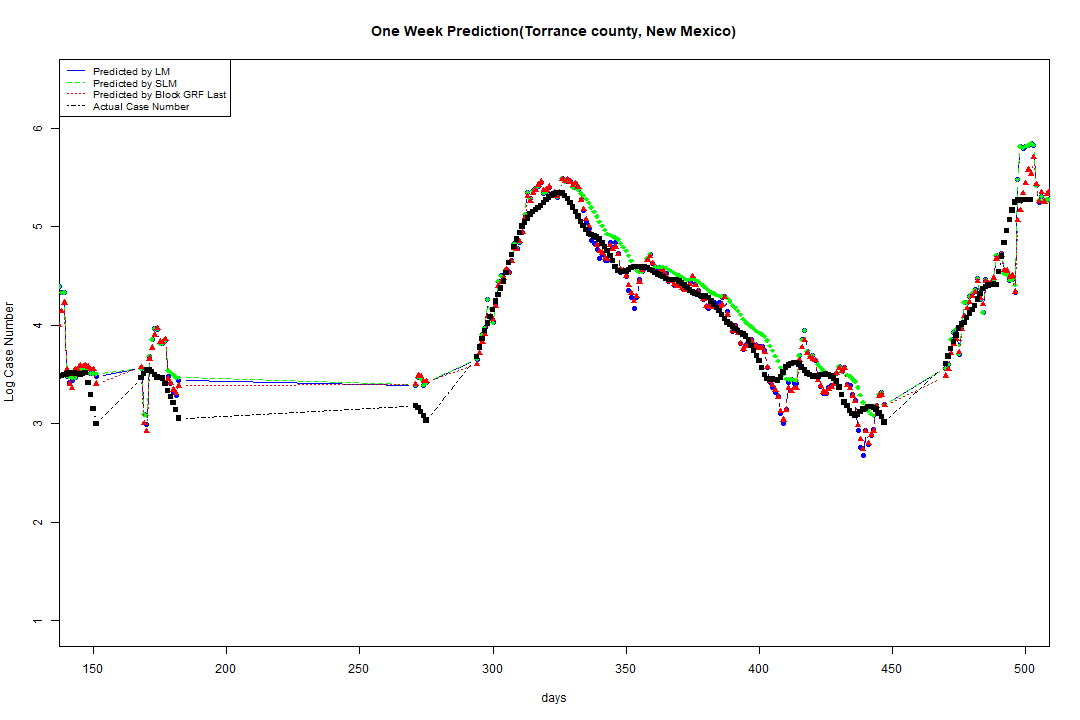 One Week Prediction(Torrance county, New Mexico)
Predicted by LM
Predicted by SLM
Predicted by Block GRF Last
Actual Case Number
Log Case Number
6
5
4
3
2
1
150 200 250 300 350 400 450 500
days